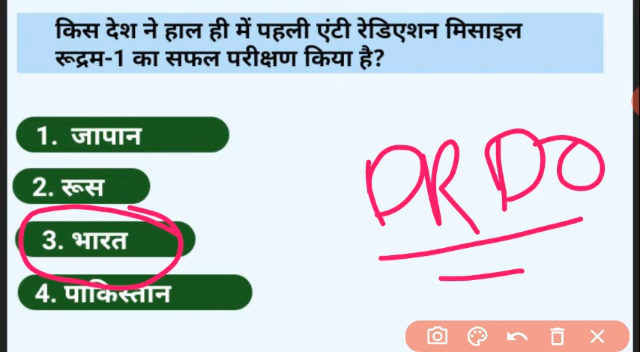 किस देश ने हाल ही में पहली एंटी रेडिएशन मिसाइल
रूद्रम-1 का सफल परीक्षण किया है?
1. जापान
2. रूस
3. भारत
4. पाकिस्तान
DRDO